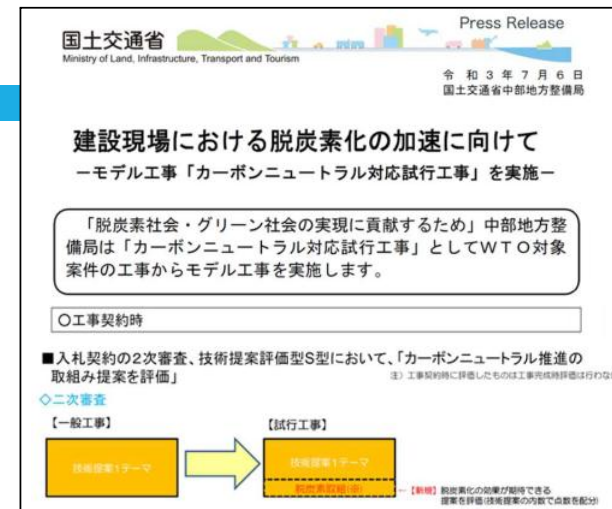 Press Release
国土交通省
Ministry of Land, Infrastructure, Transport and Tourism
令和3年7月6日
国土交通省中部地方整備局
建設現場における脱炭素化の加速に向けて
−モデル工事「カーボンニュートラル対応試行工事」を実施−
「脱炭素社会・グリーン社会の実現に貢献するため」中部地方整
備局は「カーボンニュートラル対応試行工事」としてWTO対象
案件の工事からモデル工事を実施します。
〇工事契約時
■入札契約の2次審査、技術提案評価型S型において、「カーボンニュートラル推進の
取組み提案を評価」
注）工事契約時に評価したものは工事完成時評価は行わな
◇二次審査
【一般工事】
【試行工事】
技術提案1テーマ
技術提案1テーマ
脱炭素取組(※)
←【新規】脱炭素化の効果が期待できる
提案を評価(技術提案の内数で点数を配分)